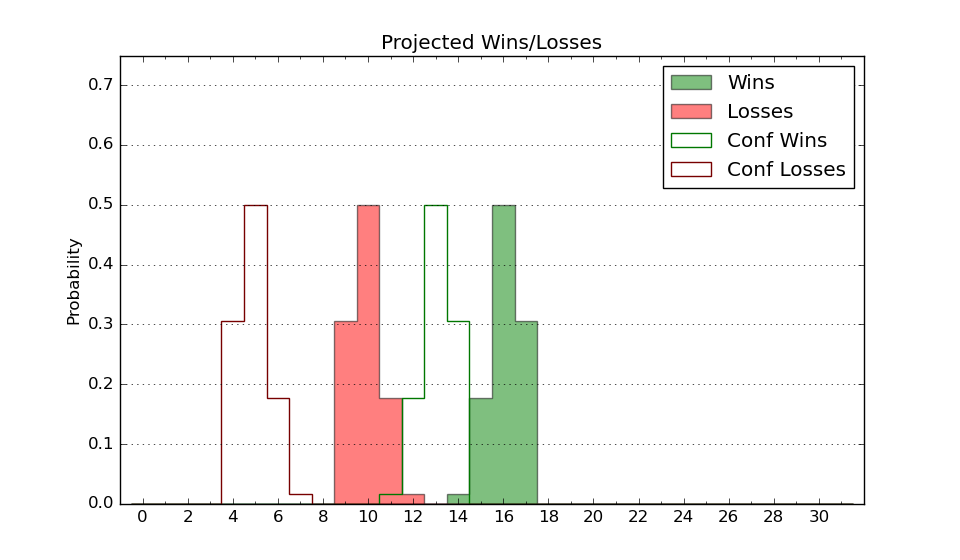 Projected Wins/Losses
Wins
Losses
Conf Wins
Conf Losses
Probability
0.7
0.6
0.5
0.4
0.3
0.2
0.1
0.0
0 2 4 6 8 10 12 14 16 18 20 22 24 26 28 30